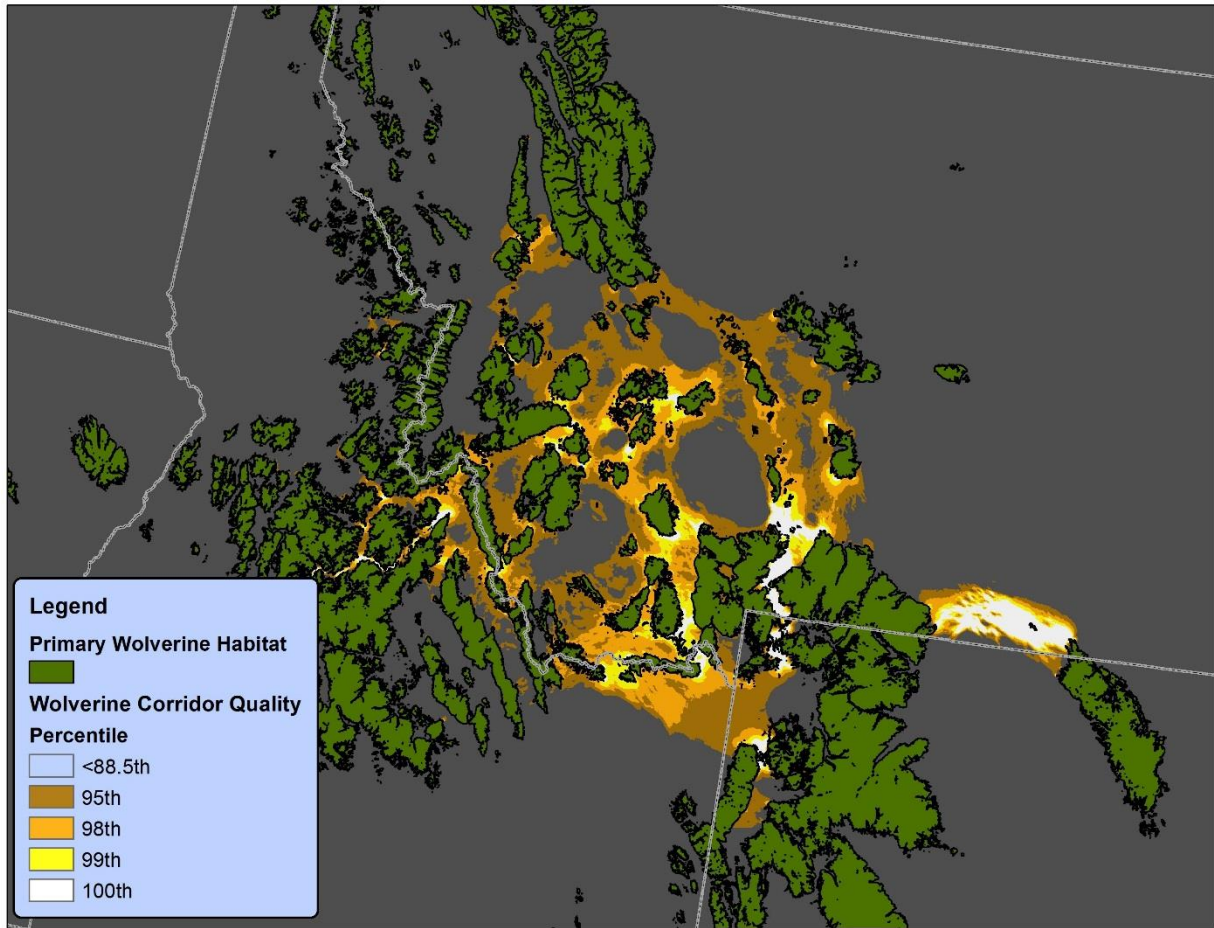 Legend
Primary Wolverine Habitat
Wolverine Corridor Quality
Percentile
<88.5th
95th
98th
99th
100th